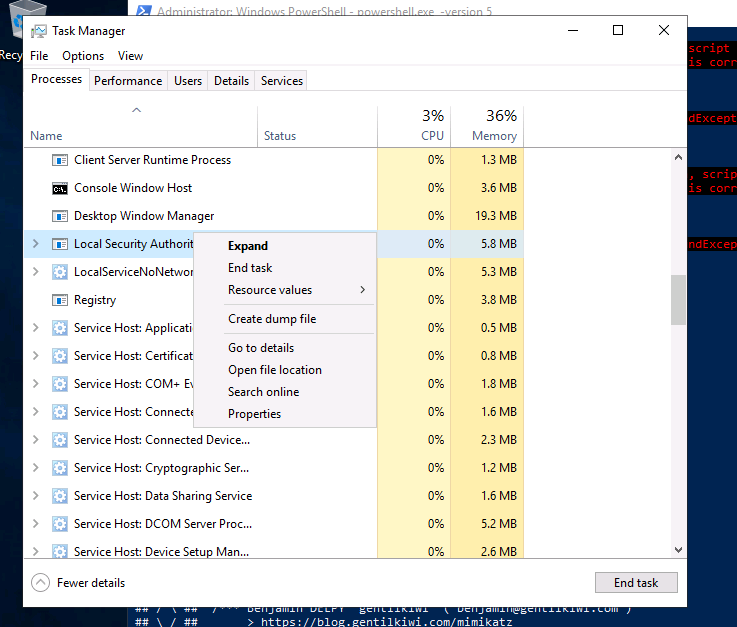 Administrator: Windows PowerShell - powershell.exe -version 5
Recy
Task Manager
File Options View
Processes Performance Users Details Services
3% 36%
Name Status CPU Memory
Client Server Runtime Process 0% 1.3 MB
Console Window Host 0% 3.6 MB
Desktop Window Manager 0% 19.3 MB
Local Security Authorit 0% 5.8 MB
LocalServiceNoNetwor 0% 5.3 MB
Registry 0% 3.8 MB
Service Host: Applicati 0% 0.5 MB
Service Host: Certificat 0% 0.8 MB
Service Host: COM+ Ev 0% 1.8 MB
Service Host: Connecte 0% 1.6 MB
Service Host: Connected Device... 0% 2.3 MB
Service Host: Cryptographic Ser... 0% 1.2 MB
Service Host: Data Sharing Service 0% 1.6 MB
Service Host: DCOM Server Proc... 0% 5.2 MB
Service Host: Device Setup Man... 0% 2.6 MB
Expand
End task
Resource values
Create dump file
Go to details
Open file location
Search online
Properties
Fewer details
End task
script
is corr
ndExcept
, scrip
is corr
ndExcep
## / \ ## /*** Benjamin DELPY `gentilkiwi` ( benjamin@gentilkiwi.com )
## \ / ## > https://blog.gentilkiwi.com/mimikatz